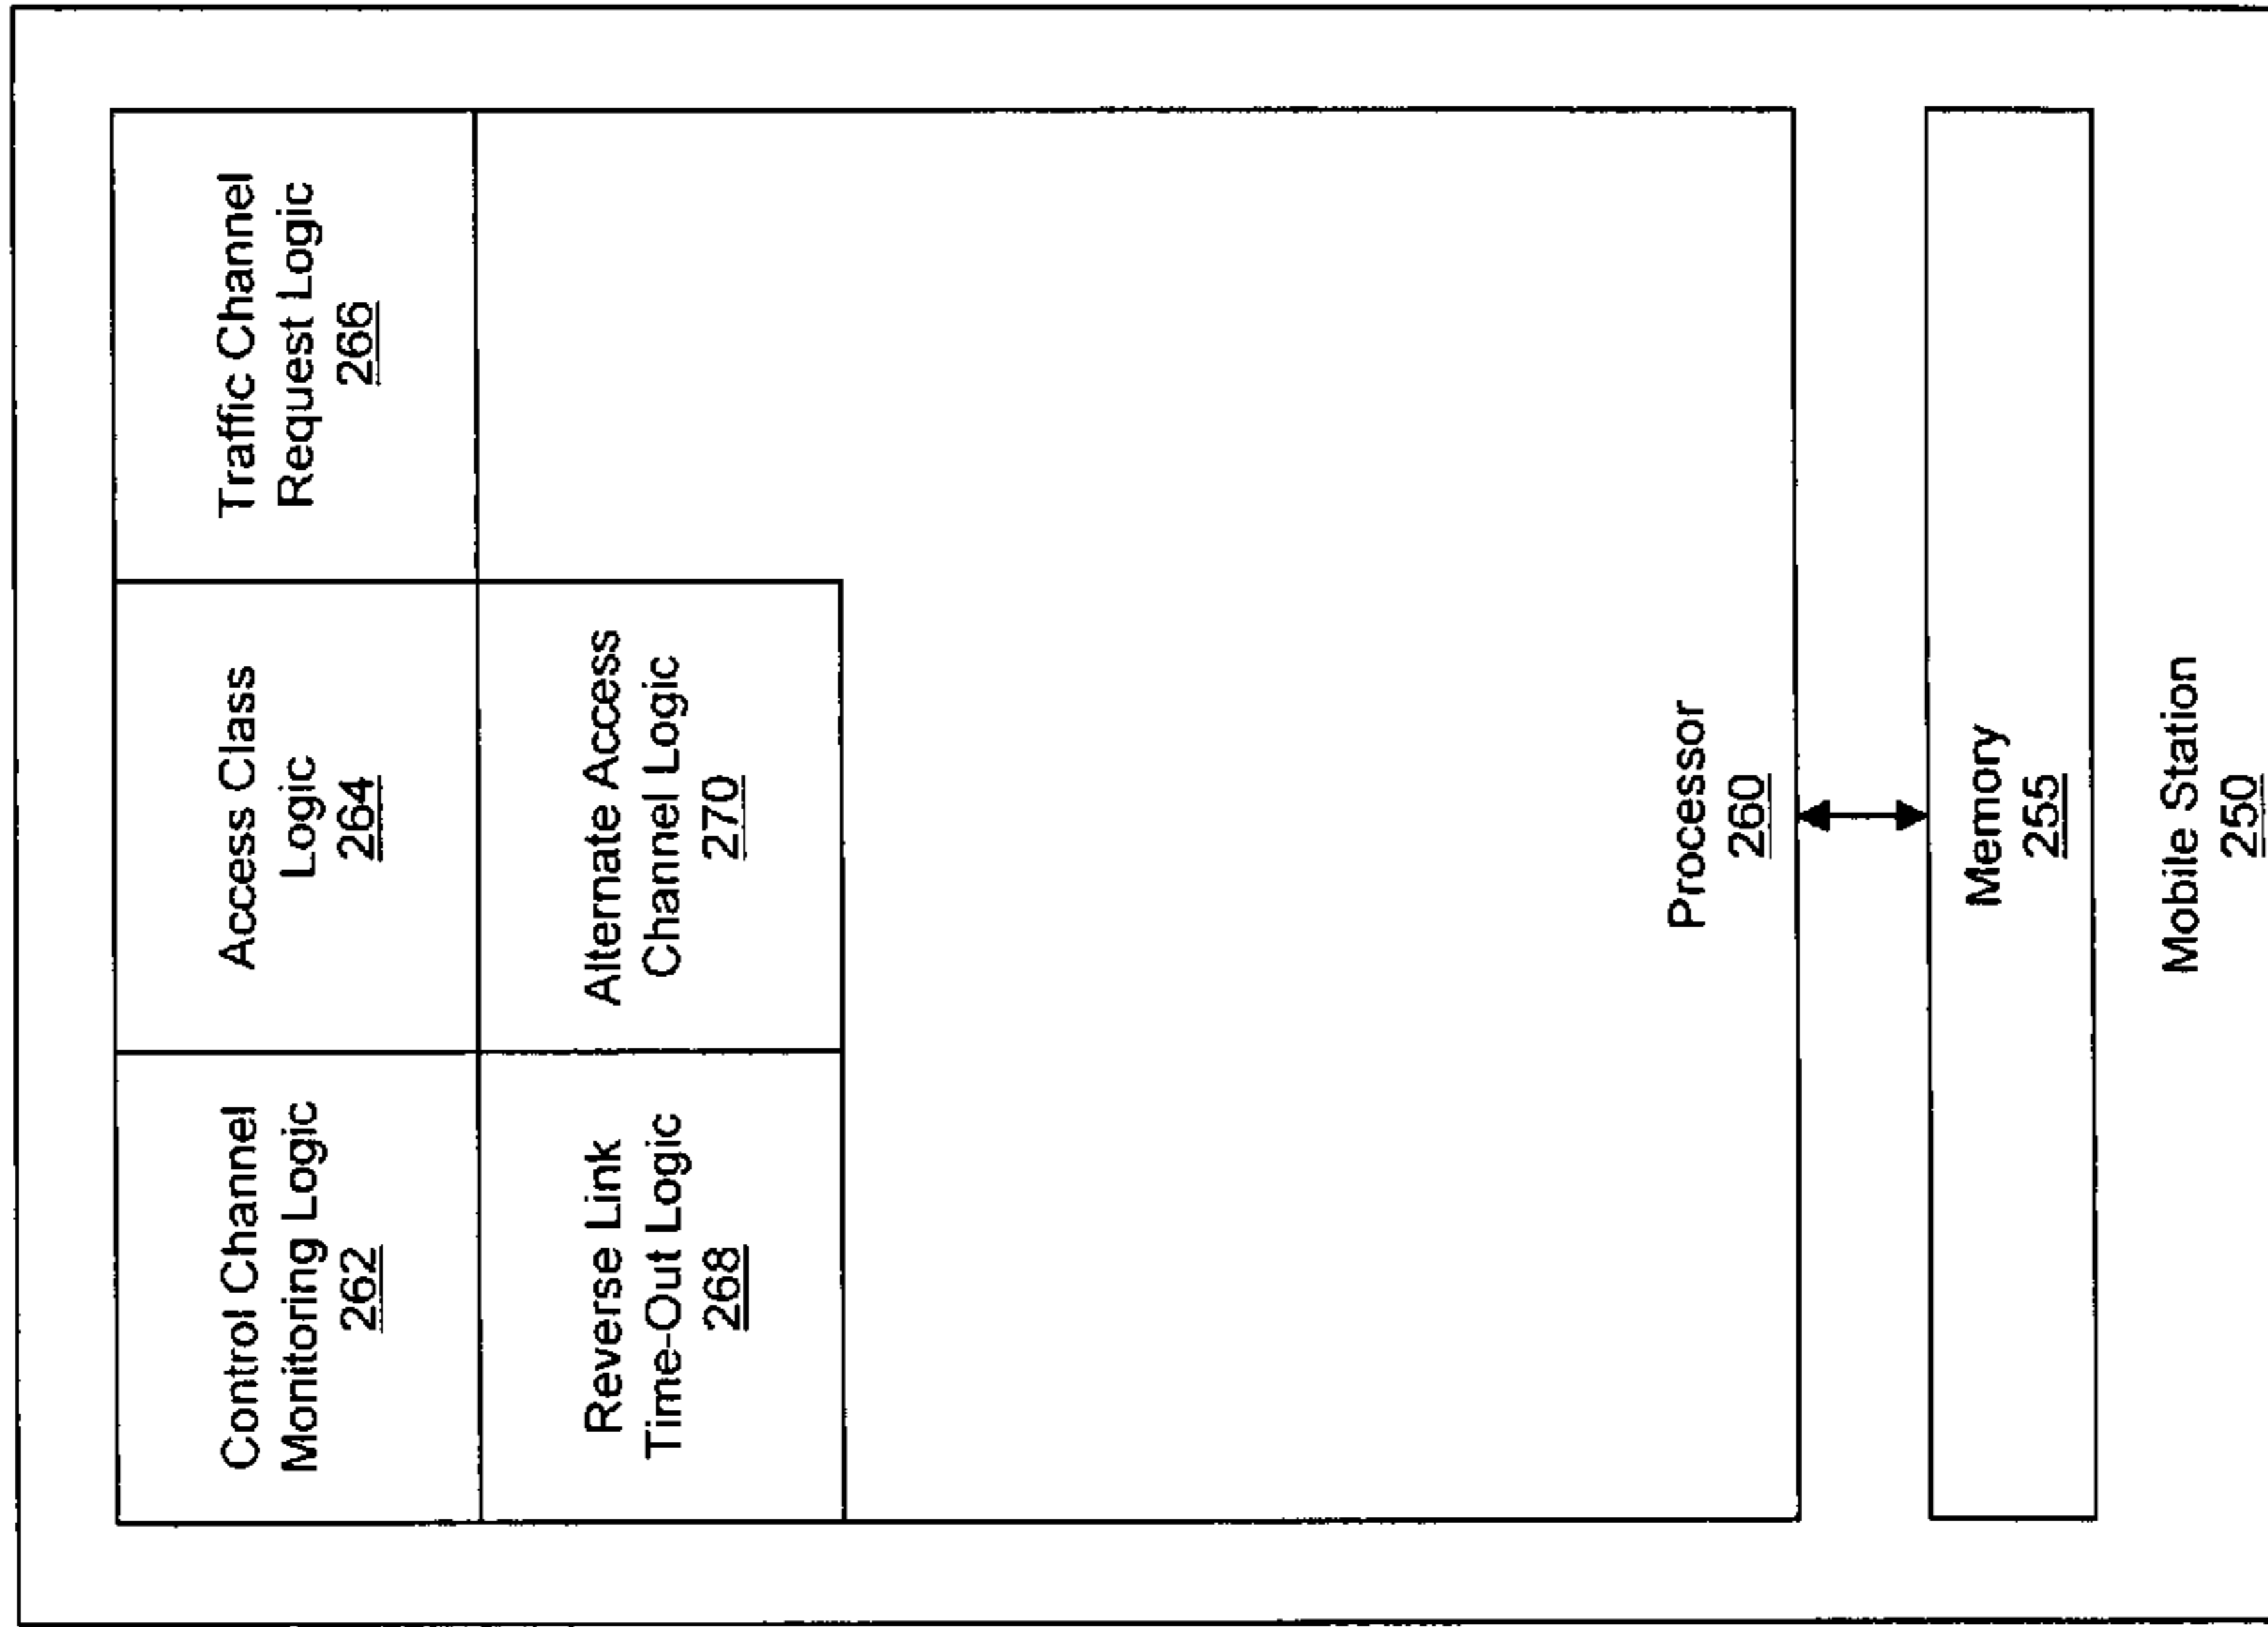 Control Channel
Monitoring Logic
262
Access Class
Logic
264
Traffic Channel
Request Logic
266
Reverse Link
Time-Out Logic
268
Alternate Access
Channel Logic
270
Processor
260
Memory
255
Mobile Station
250